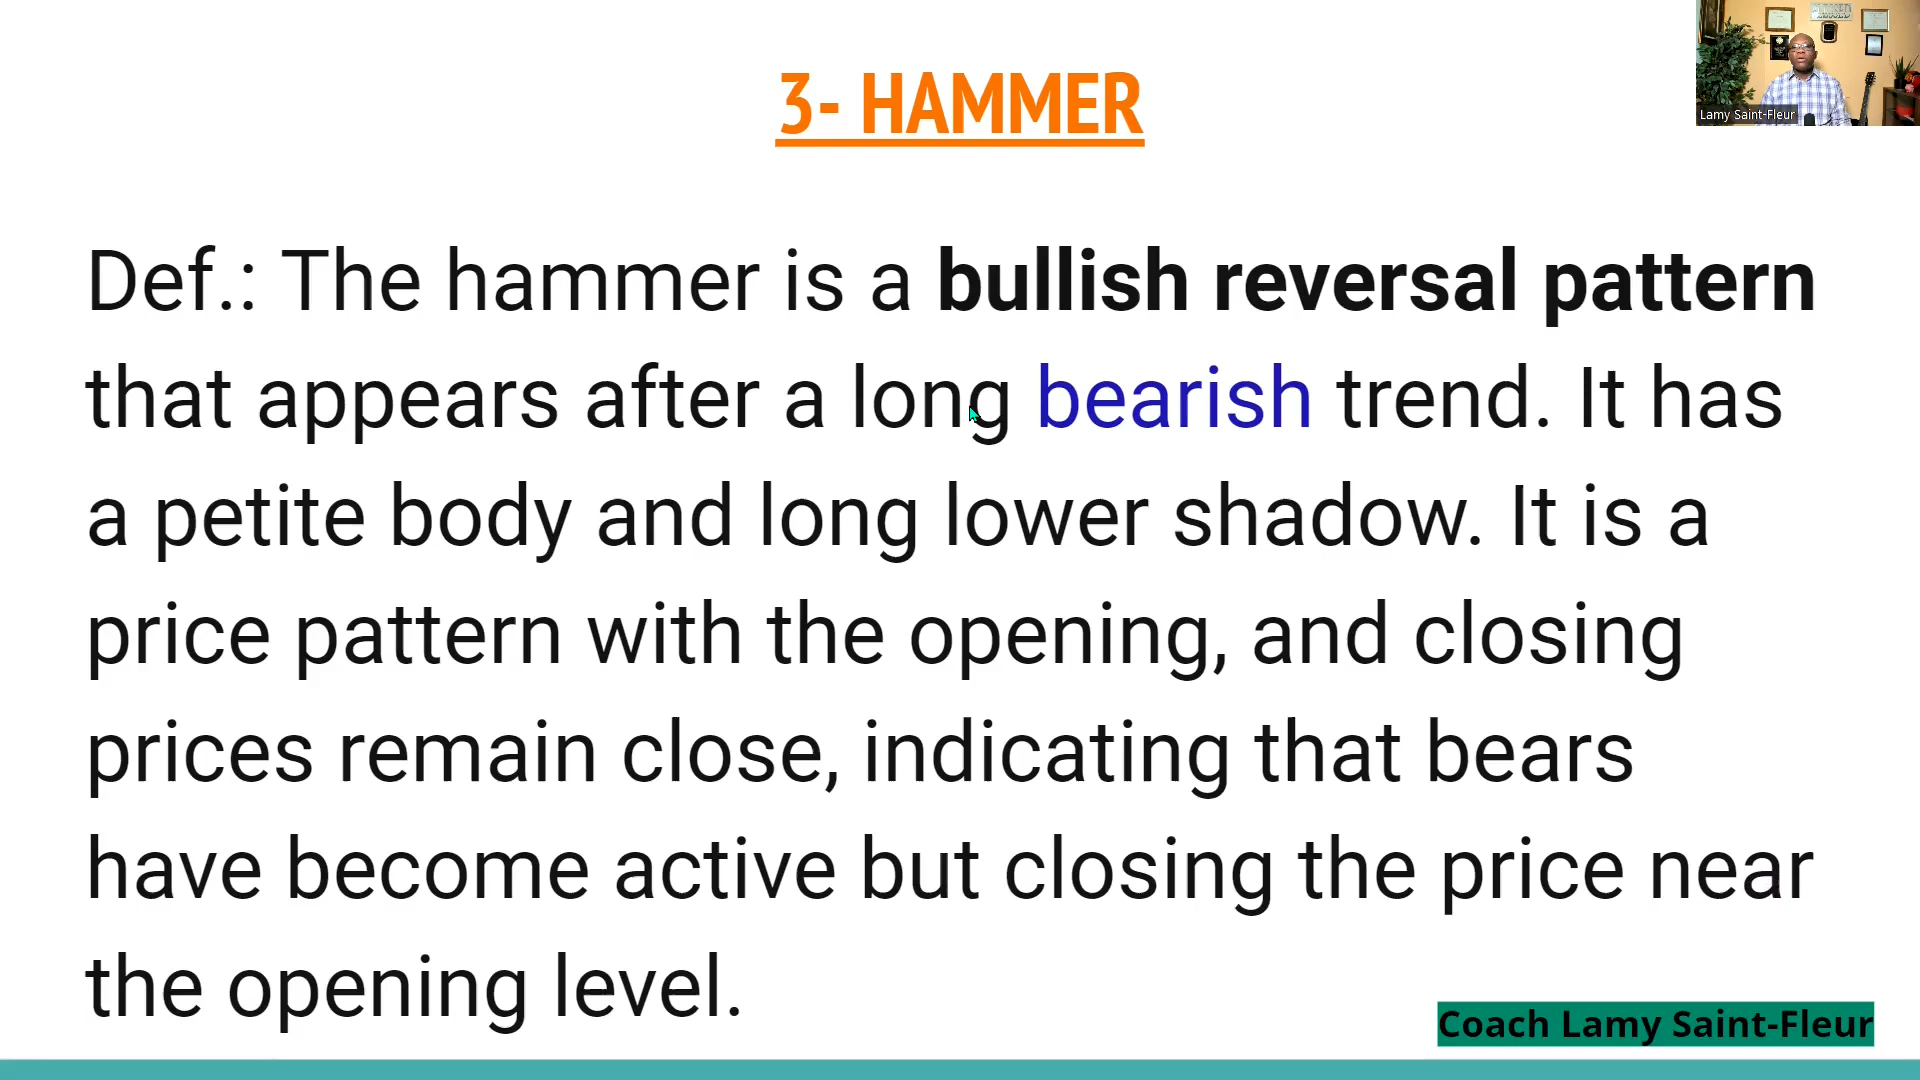 3- HAMMER
Lamy Saint-Fleur
Def.: The hammer is a bullish reversal pattern
that appears after a long bearish trend. It has
a petite body and long lower shadow. It is a
price pattern with the opening, and closing
prices remain close, indicating that bears
have become active but closing the price near
the opening level.
Coach Lamy Saint-Fleur